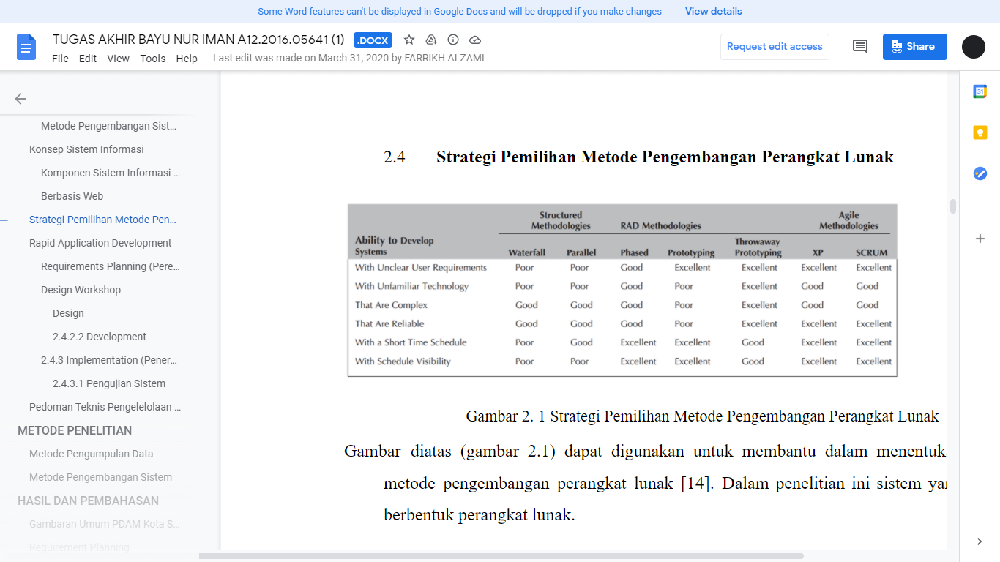 Some Word features can't be displayed in Google Docs and will be dropped if you make changes View details
TUGAS AKHIR BAYU NUR IMAN A12.2016.05641 (1) .DOCX
File Edit View Tools Help Last edit was made on March 31, 2020 by FARRIKH ALZAMI
Request edit access
Share
Metode Pengembangan Sist...
Konsep Sistem Informasi
Komponen Sistem Informasi ...
Berbasis Web
Strategi Pemilihan Metode Pen...
Rapid Application Development
Requirements Planning (Pere...
Design Workshop
Design
2.4.2.2 Development
2.4.3 Implementation (Pener...
2.4.3.1 Pengujian Sistem
Pedoman Teknis Pengelelolaan ...
METODE PENELITIAN
Metode Pengumpulan Data
Metode Pengembangan Sistem
HASIL DAN PEMBAHASAN
Gambaran Umum PDAM Kota S...
Requirement Planning
2.4 Strategi Pemilihan Metode Pengembangan Perangkat Lunak
Structured Methodologies RAD Methodologies Agile Methodologies
Ability to Develop Systems Waterfall Parallel Phased Prototyping Throwaway Prototyping XP SCRUM
With Unclear User Requirements Poor Poor Good Excellent Excellent Excellent Excellent
With Unfamiliar Technology Poor Poor Good Poor Excellent Good Good
That Are Complex Good Good Good Poor Excellent Good Good
That Are Reliable Good Good Good Poor Excellent Excellent Excellent
With a Short Time Schedule Poor Good Excellent Excellent Good Excellent Excellent
With Schedule Visibility Poor Poor Excellent Excellent Good Excellent Excellent
Gambar 2. 1 Strategi Pemilihan Metode Pengembangan Perangkat Lunak
Gambar diatas (gambar 2.1) dapat digunakan untuk membantu dalam
metode pengembangan perangkat lunak [14]. Dalam penelitian ini sistem
berbentuk perangkat lunak.
31